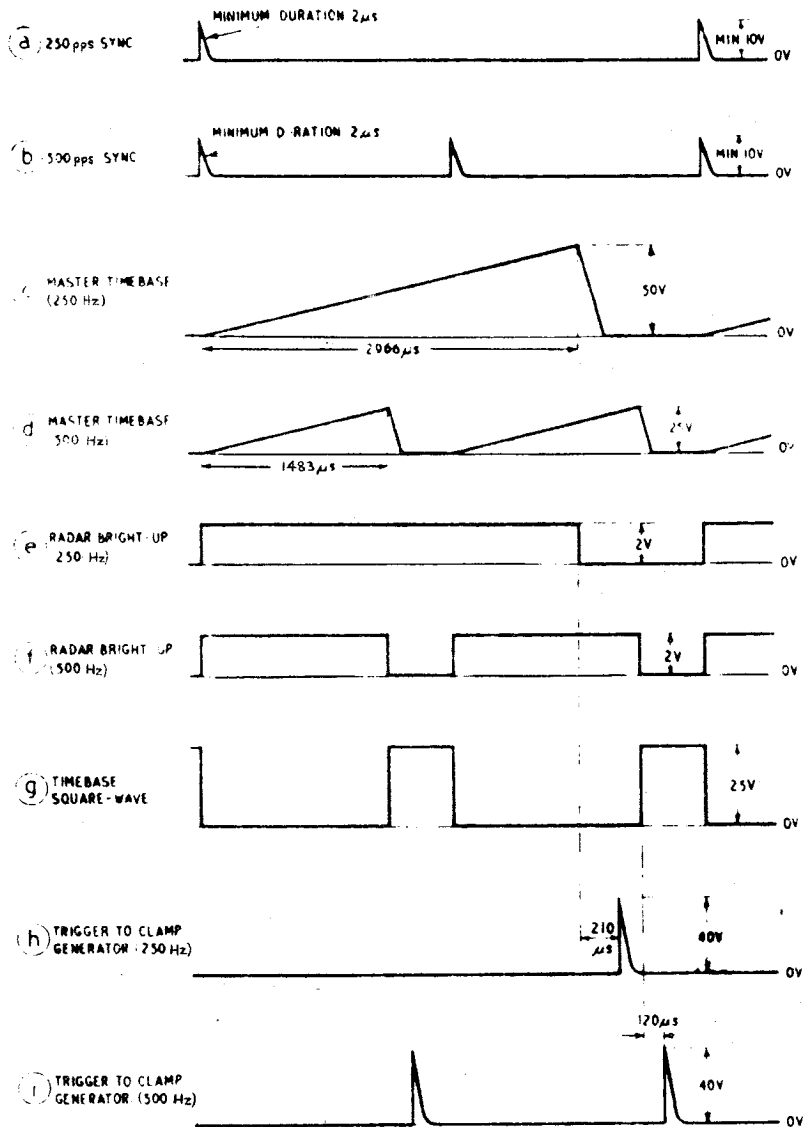 a 250 pps SYNC
MINIMUM DURATION 2µs
MIN 10V
0V
b 500 pps SYNC
MINIMUM D RATION 2µs
MIN 10V
0V
MASTER TIMEBASE
(250 Hz)
50V
0V
2966µs
d MASTER TIMEBASE
500 Hz)
25V
0V
1483µs
e RADAR BRIGHT-UP
250 Hz)
2V
0V
f RADAR BRIGHT UP
(500 Hz)
2V
0V
g TIMEBASE
SQUARE-WAVE
25V
0V
h TRIGGER TO CLAMP
GENERATOR (250 Hz)
210
µs
40V
0V
120µs
i TRIGGER TO CLAMP
GENERATOR (500 Hz)
40V
0V